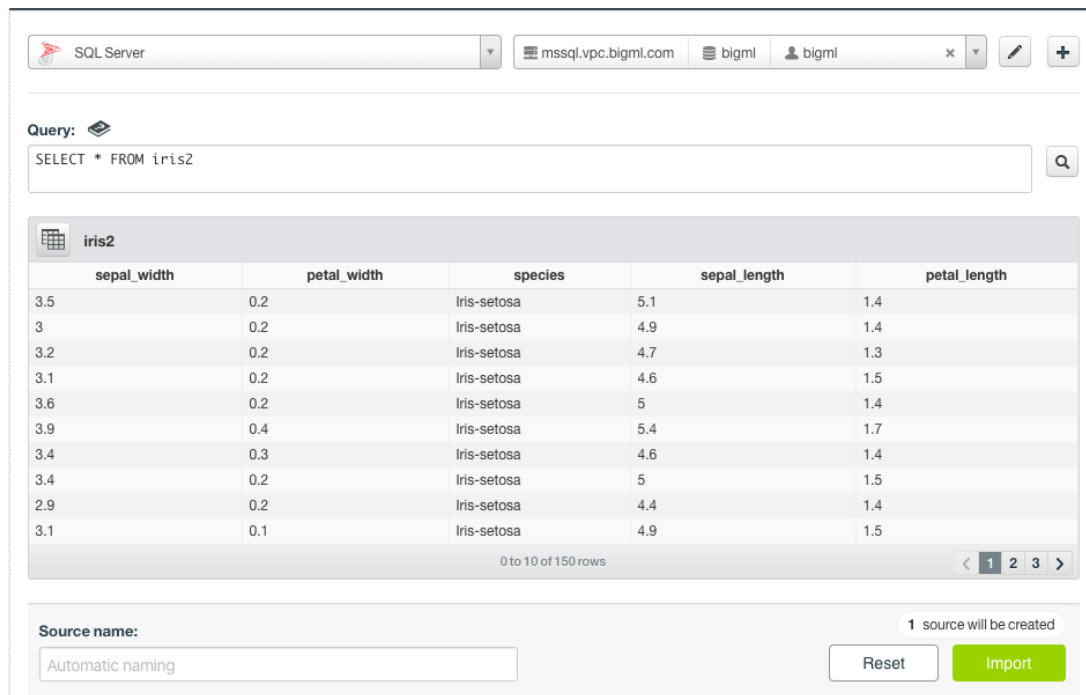 SQL Server mssql.vpc.bigml.com bigml bigml
Query:
SELECT * FROM iris2
iris2
sepal_width petal_width species sepal_length petal_length
3.5 0.2 Iris-setosa 5.1 1.4
3 0.2 Iris-setosa 4.9 1.4
3.2 0.2 Iris-setosa 4.7 1.3
3.1 0.2 Iris-setosa 4.6 1.5
3.6 0.2 Iris-setosa 5 1.4
3.9 0.4 Iris-setosa 5.4 1.7
3.4 0.3 Iris-setosa 4.6 1.4
3.4 0.2 Iris-setosa 5 1.5
2.9 0.2 Iris-setosa 4.4 1.4
3.1 0.1 Iris-setosa 4.9 1.5
0 to 10 of 150 rows < 1 2 3 >
1 source will be created
Source name:
Automatic naming Reset Import